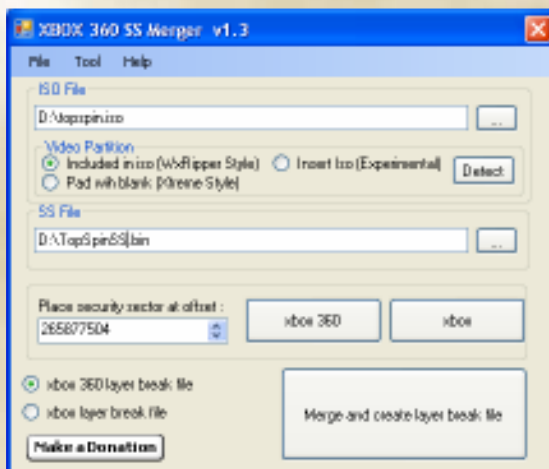 XBOX 360 SS Merger v1.3
File Tool Help
ISO File
D:\topspin.iso
...
Video Partition
Included in iso (WxRipper Style)
Insert Iso (Experimental)
Detect
Pad with blank (Xtreme Style)
SS File
D:\TopSpinSS.bin
...
Place security sector at offset :
265877504
xbox 360
xbox
xbox 360 layer break file
xbox layer break file
Merge and create layer break file
Make a Donation